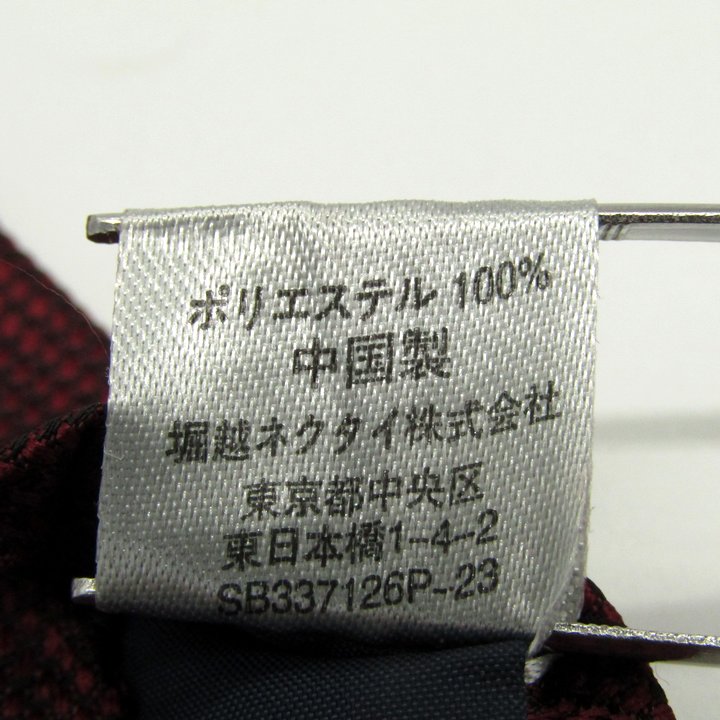 ポリエステル 100%
中国製
堀越ネクタイ株式会社
東京都中央区
東日本橋1-4-2
SB337126P-23